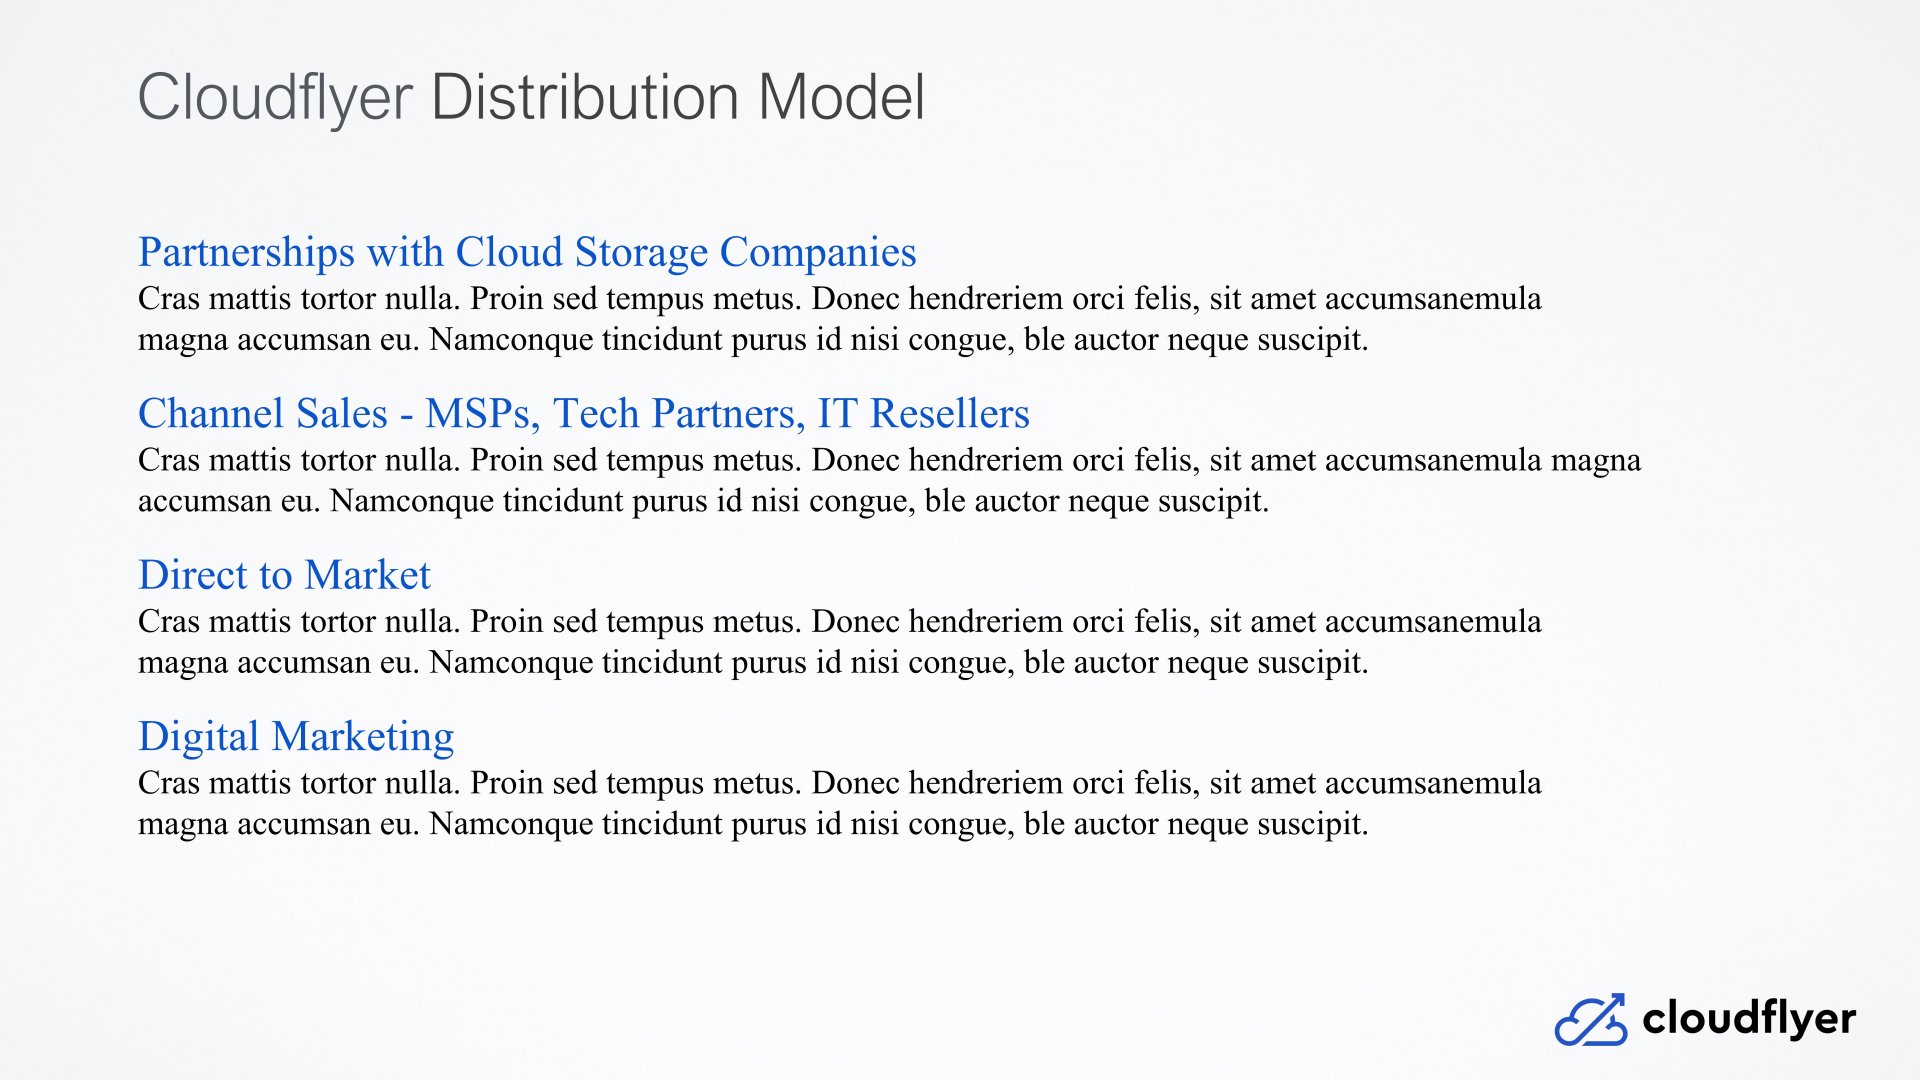 Cloudflyer Distribution Model
Partnerships with Cloud Storage Companies
Cras mattis tortor nulla. Proin sed tempus metus. Donec hendreriem orci felis, sit amet accumsanemula
magna accumsan eu. Namconque tincidunt purus id nisi congue, ble auctor neque suscipit.
Channel Sales - MSPs, Tech Partners, IT Resellers
Cras mattis tortor nulla. Proin sed tempus metus. Donec hendreriem orci felis, sit amet accumsanemula magna
accumsan eu. Namconque tincidunt purus id nisi congue, ble auctor neque suscipit.
Direct to Market
Cras mattis tortor nulla. Proin sed tempus metus. Donec hendreriem orci felis, sit amet accumsanemula
magna accumsan eu. Namconque tincidunt purus id nisi congue, ble auctor neque suscipit.
Digital Marketing
Cras mattis tortor nulla. Proin sed tempus metus. Donec hendreriem orci felis, sit amet accumsanemula
magna accumsan eu. Namconque tincidunt purus id nisi congue, ble auctor neque suscipit.
cloudflyer